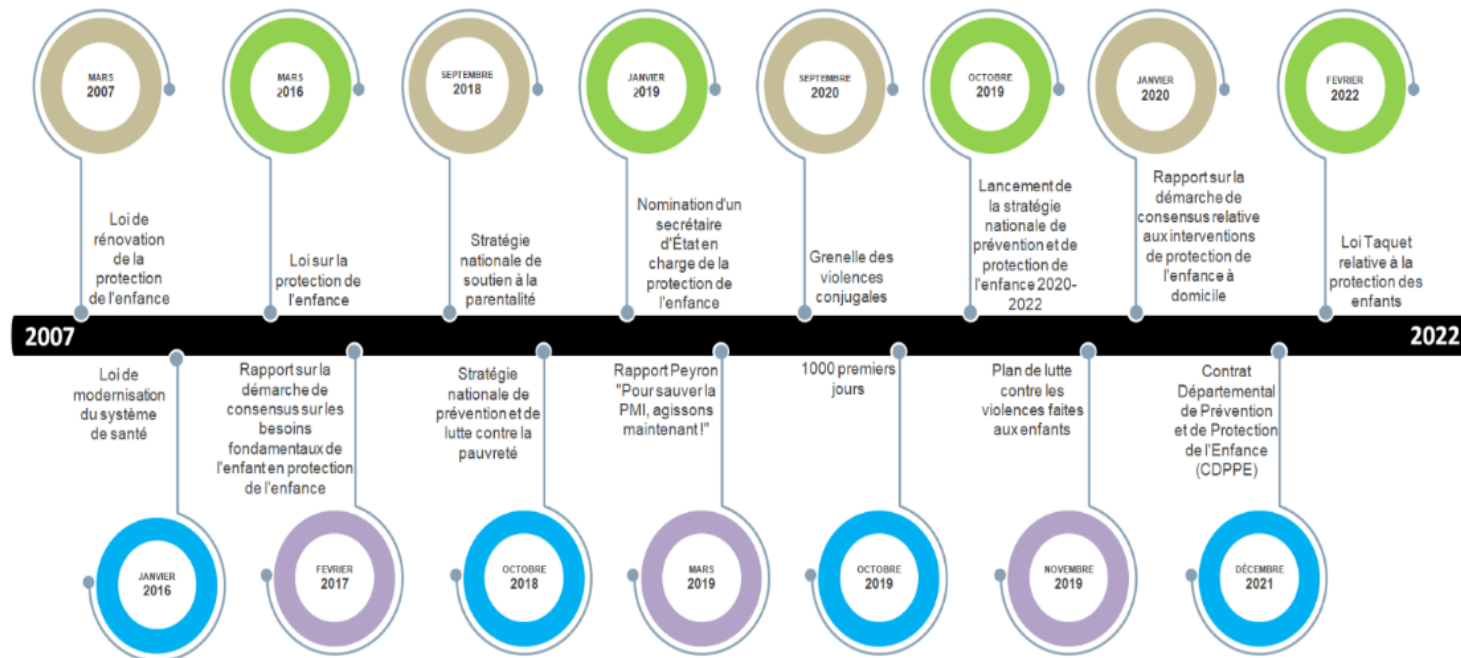 MARS
2007
MARS
2016
SEPTEMBRE
2018
JANVIER
2019
SEPTEMBRE
2020
OCTOBRE
2019
JANVIER
2020
FEVRIER
2022
Loi de
rénovation
de la
protection
de l'enfance
Loi sur la
protection de
l'enfance
Stratégie
nationale de
soutien à la
parentalité
Nomination d'un
secrétaire
d'État en
charge de la
protection de
l'enfance
Grenelle des
violences
conjugales
Lancement de
la stratégie
nationale de
prévention et de
protection de
l'enfance 2020-
2022
Rapport sur la
démarche de
consensus relative
aux interventions
de protection de
l'enfance à
domicile
Loi Taquet
relative à la
protection des
enfants
2007
2022
Loi de
modernisation
du système
de santé
Rapport sur la
démarche de
consensus sur les
besoins
fondamentaux de
l'enfant en protection
de l'enfance
Stratégie
nationale de
prévention et de
lutte contre la
pauvreté
Rapport Peyron
"Pour sauver la
PMI, agissons
maintenant !"
1000 premiers
jours
Plan de lutte
contre les
violences faites
aux enfants
Contrat
Départemental
de Prévention
et de Protection
de l'Enfance
(CDPPE)
JANVIER
2016
FEVRIER
2017
OCTOBRE
2018
MARS
2019
OCTOBRE
2019
NOVEMBRE
2019
DÉCEMBRE
2021